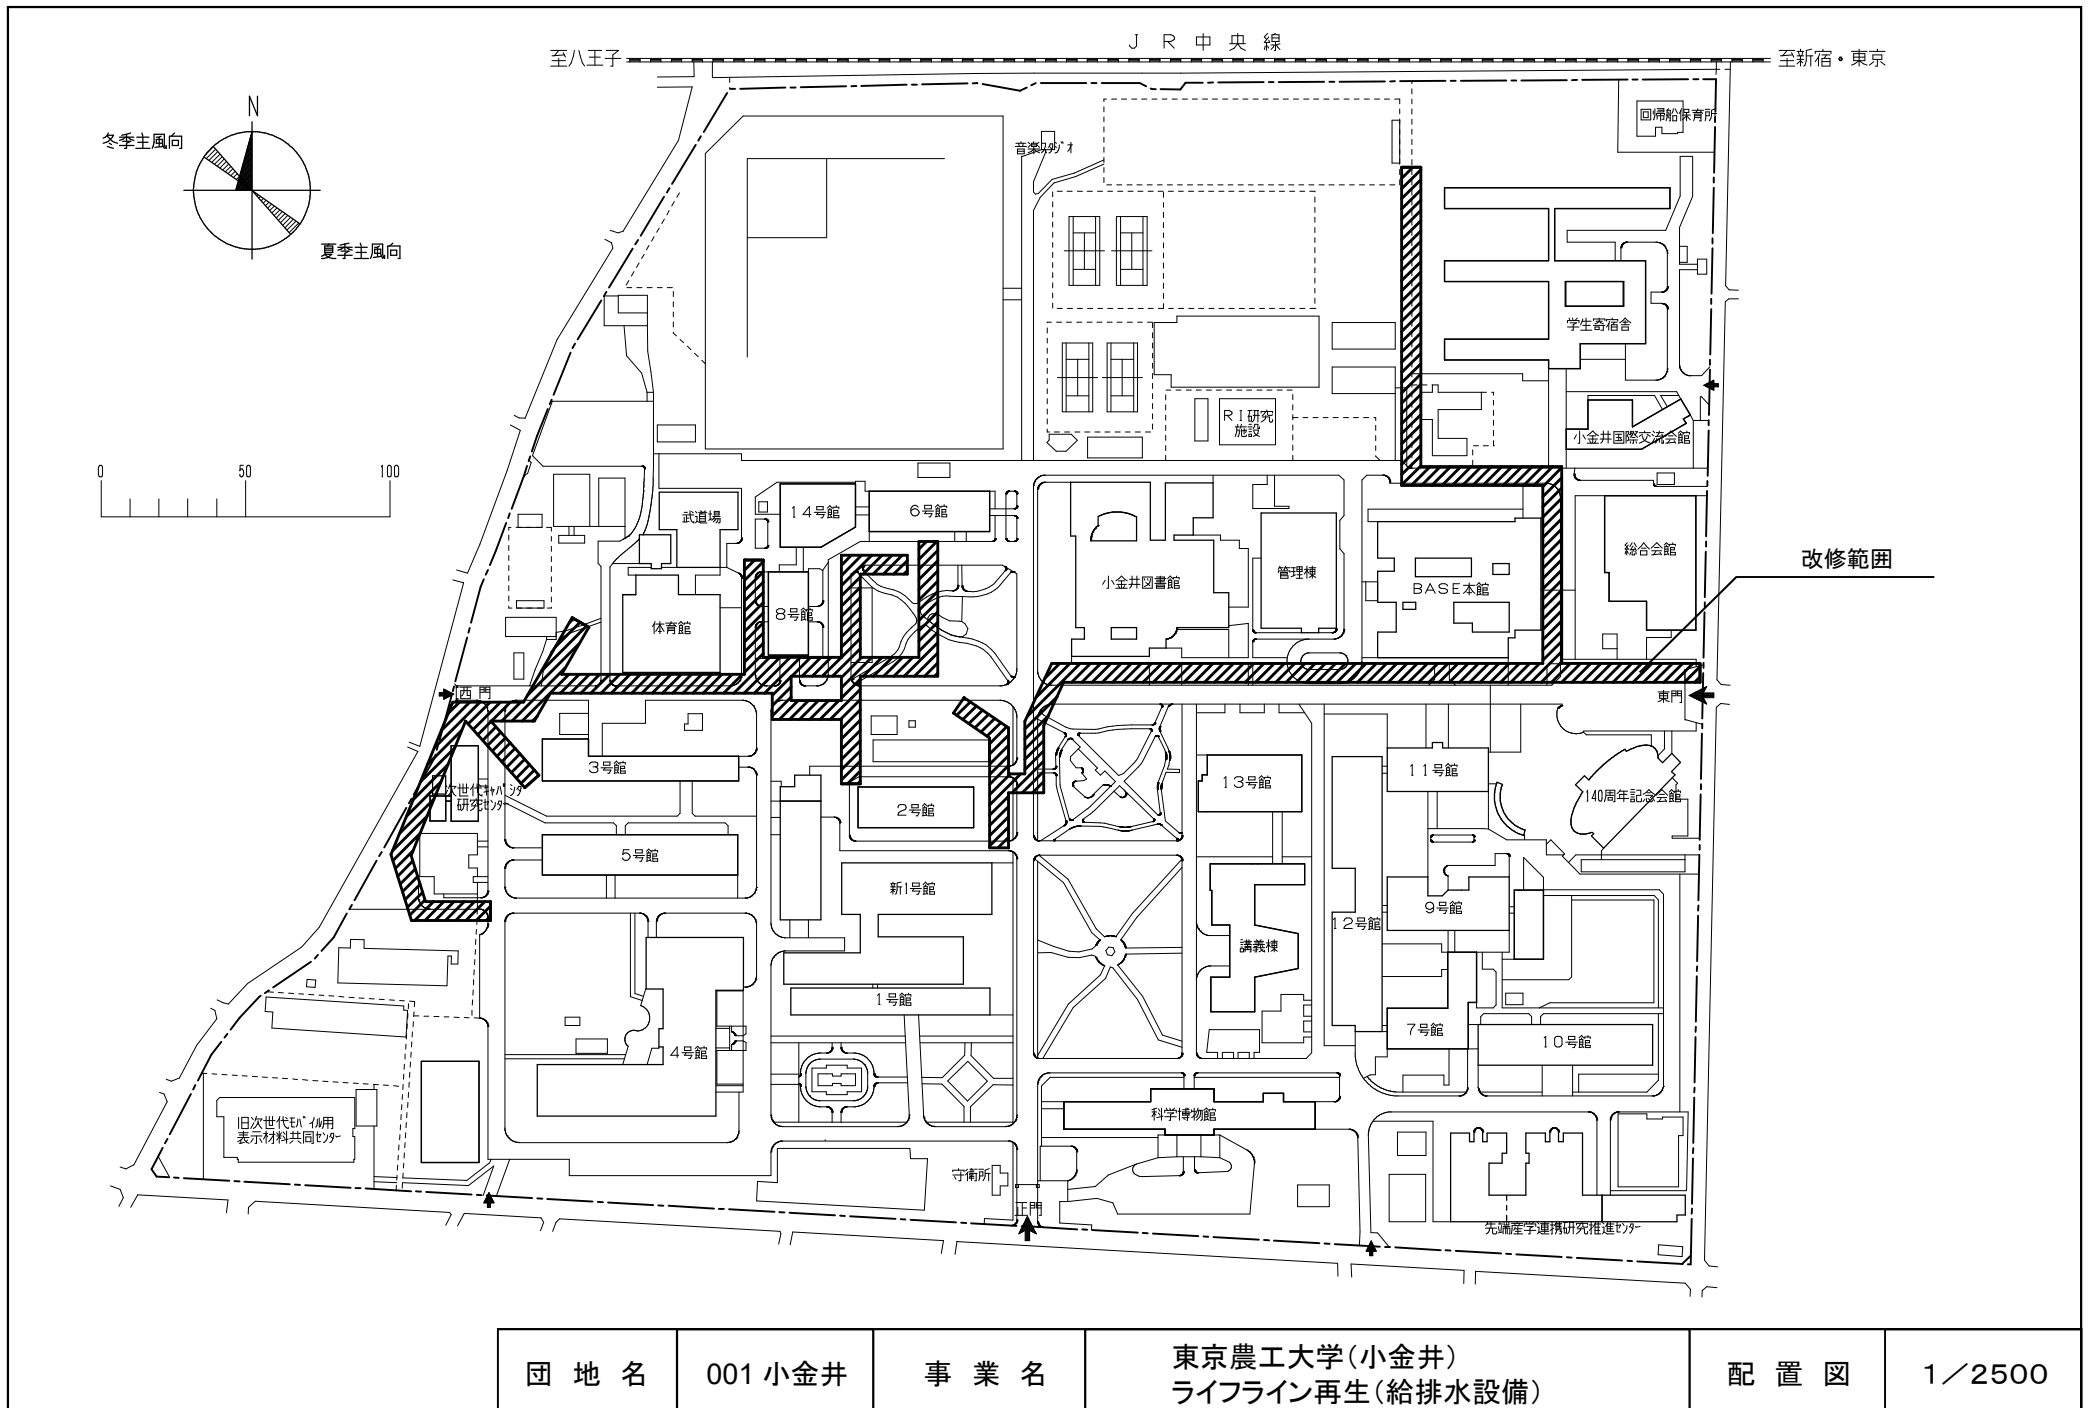 JR中央線
至八王子
至新宿・東京
N
冬季主風向
夏季主風向
回帰船保育所
音楽スタジオ
学生寄宿舎
RI研究
施設
小金井国際交流会館
0 50 100
武道場
14号館
6号館
総合会館
改修範囲
小金井図書館
管理棟
BASE本館
8号館
体育館
西門
東門
3号館
13号館
11号館
次世代キャパシタ
研究センター
140周年記念会館
2号館
5号館
新1号館
9号館
12号館
講義棟
1号館
7号館
10号館
4号館
科学博物館
旧次世代モバイル用
表示材料共同センター
守衛所
正門
先端産学連携研究推進センター
団地名
001 小金井
事業名
東京農工大学(小金井)
ライフライン再生(給排水設備)
配置図
1/2500